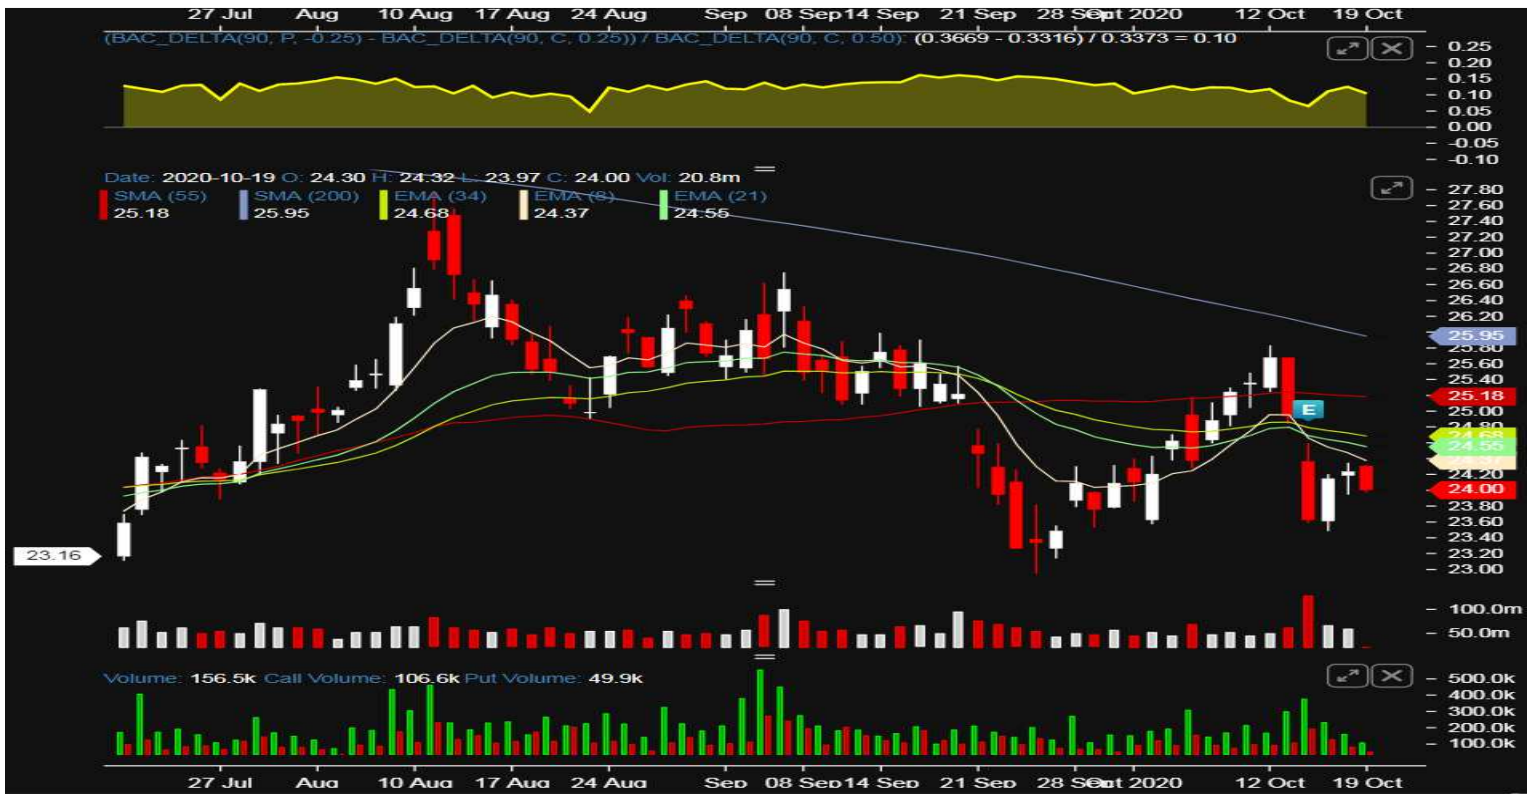 27 Jul Aug 10 Aug 17 Aug 24 Aug Sep 08 Sep 14 Sep 21 Sep 28 Sep Oct 2020 12 Oct 19 Oct
(BAC_DELTA(90, P, -0.25) - BAC_DELTA(90, C, 0.25)) / BAC_DELTA(90, C, 0.50): (0.3669 - 0.3316) / 0.3373 = 0.10
0.25
0.20
0.15
0.10
0.05
0.00
-0.05
-0.10
Date: 2020-10-19 O: 24.30 H: 24.32 L: 23.97 C: 24.00 Vol: 20.8m
SMA (55) SMA (200) EMA (34) EMA (8) EMA (21)
25.18 25.95 24.68 24.37 24.55
27.80
27.60
27.40
27.20
27.00
26.80
26.60
26.40
26.20
25.95
25.80
25.60
25.40
25.18
25.00
E
24.80
24.68
24.55
24.37
24.20
24.00
23.80
23.60
23.40
23.16
23.20
23.00
100.0m
50.0m
Volume: 156.5k Call Volume: 106.6k Put Volume: 49.9k
500.0k
400.0k
300.0k
200.0k
100.0k
27 Jul Aug 10 Aug 17 Aug 24 Aug Sep 08 Sep 14 Sep 21 Sep 28 Sep Oct 2020 12 Oct 19 Oct